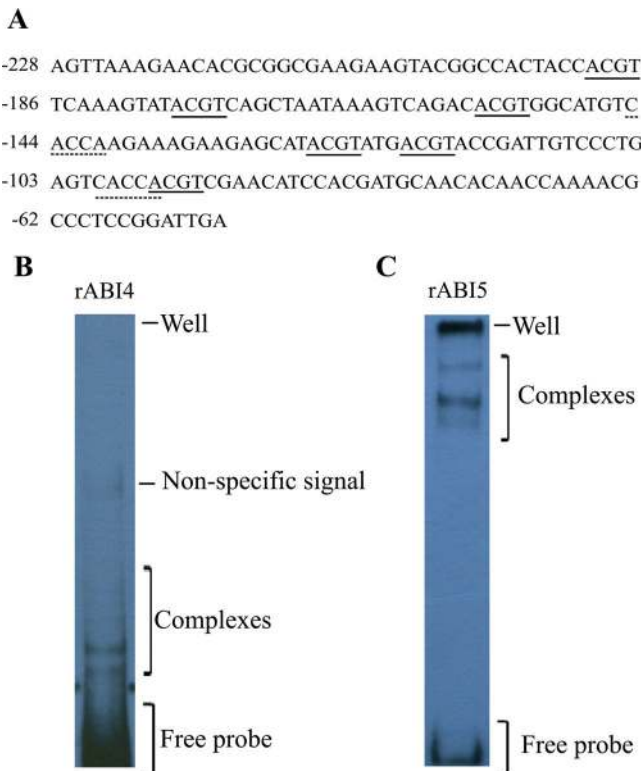 A
-228 AGTTAAAGAACACGCGGCGAAGAAGTACGGCCACTACCACGT
-186 TCAAAGTATACGTCAGCTAATAAAGTCAGACACGTGGCATGTCC
-144 ACCAAGAAAGAAGAGCATACGTATGACGTACCGATTGTCCCTG
-103 AGTCACCACGTCGAACATCCACGATGCAACACAACCAAAACG
-62 CCCTCCGGATTGA
B
C
rABI4
rABI5
Well
Well
Complexes
Non-specific signal
Complexes
Free probe
Free probe